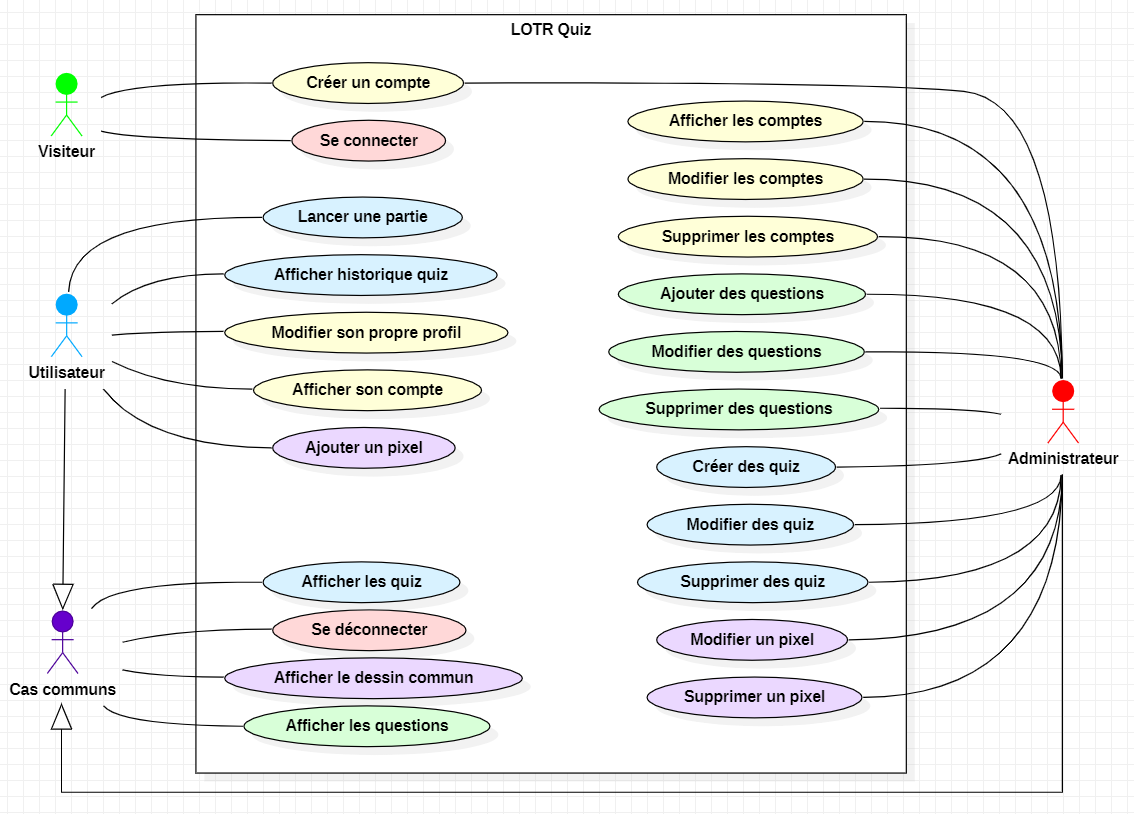 LOTR Quiz
Créer un compte
Se connecter
Visiteur
Lancer une partie
Afficher historique quiz
Modifier son propre profil
Afficher son compte
Ajouter un pixel
Utilisateur
Afficher les quiz
Se déconnecter
Afficher le dessin commun
Afficher les questions
Cas communs
Afficher les comptes
Modifier les comptes
Supprimer les comptes
Ajouter des questions
Modifier des questions
Supprimer des questions
Créer des quiz
Modifier des quiz
Supprimer des quiz
Modifier un pixel
Supprimer un pixel
Administrateur